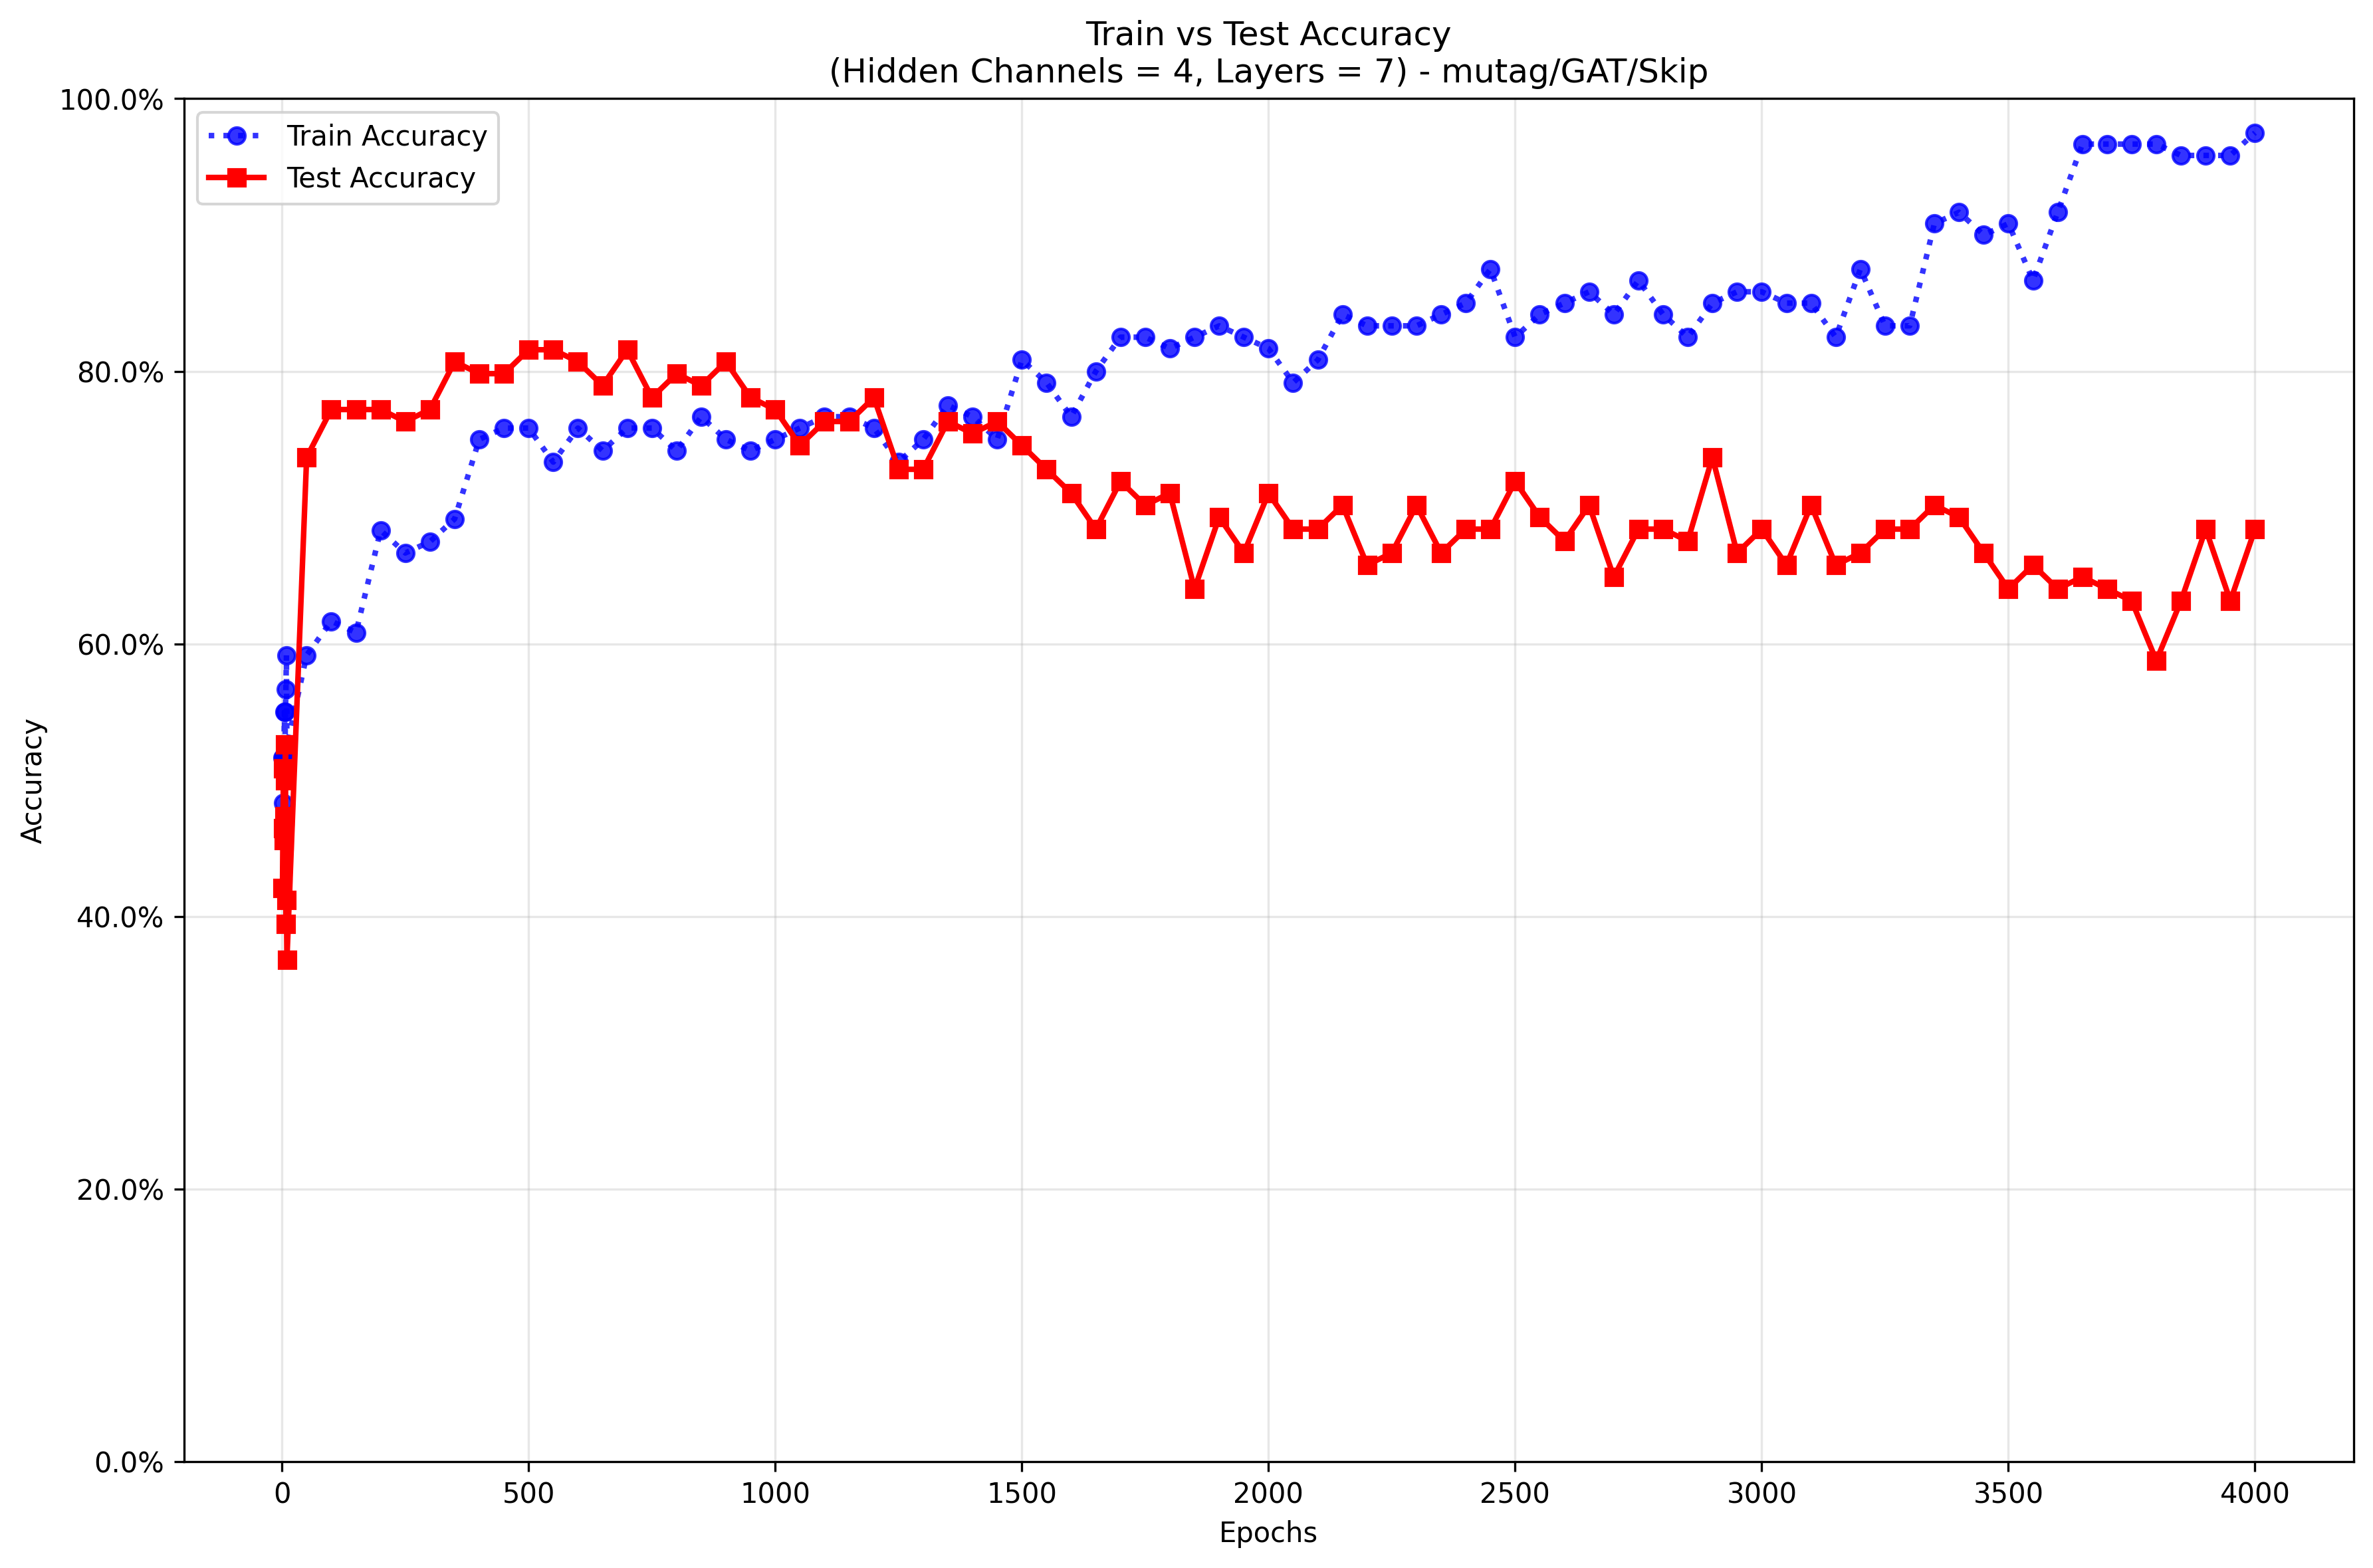 Train vs Test Accuracy
(Hidden Channels = 4, Layers = 7) - mutag/GAT/Skip
100.0%
80.0%
60.0%
40.0%
20.0%
0.0%
Accuracy
Train Accuracy
Test Accuracy
0 500 1000 1500 2000 2500 3000 3500 4000
Epochs